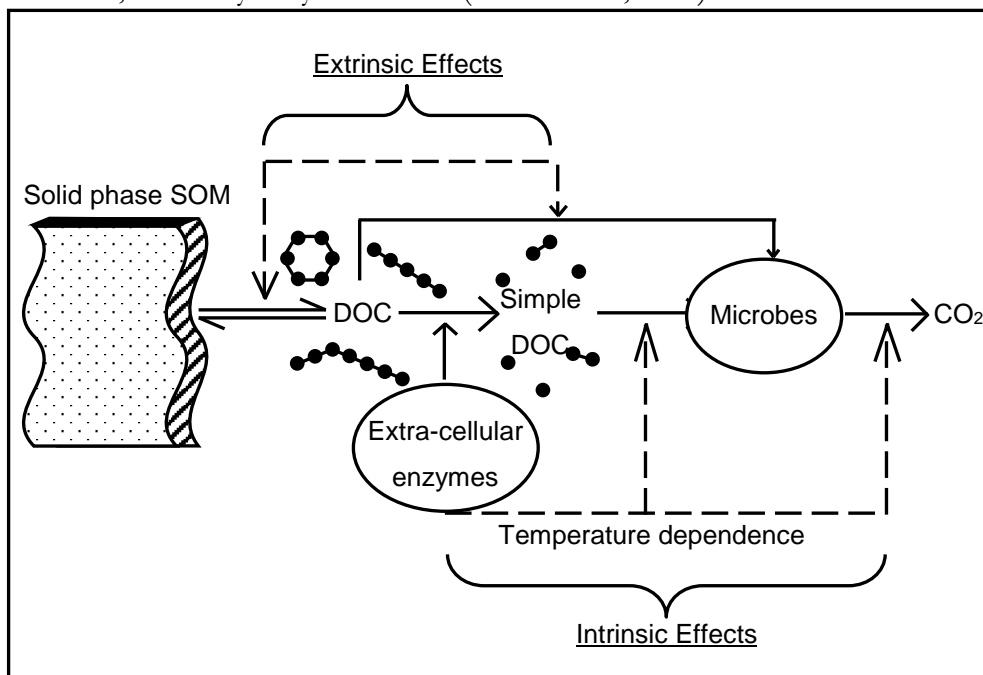 Extrinsic Effects
Solid phase SOM
DOC
Simple
DOC
Microbes
CO₂
Extra-cellular
enzymes
Temperature dependence
Intrinsic Effects